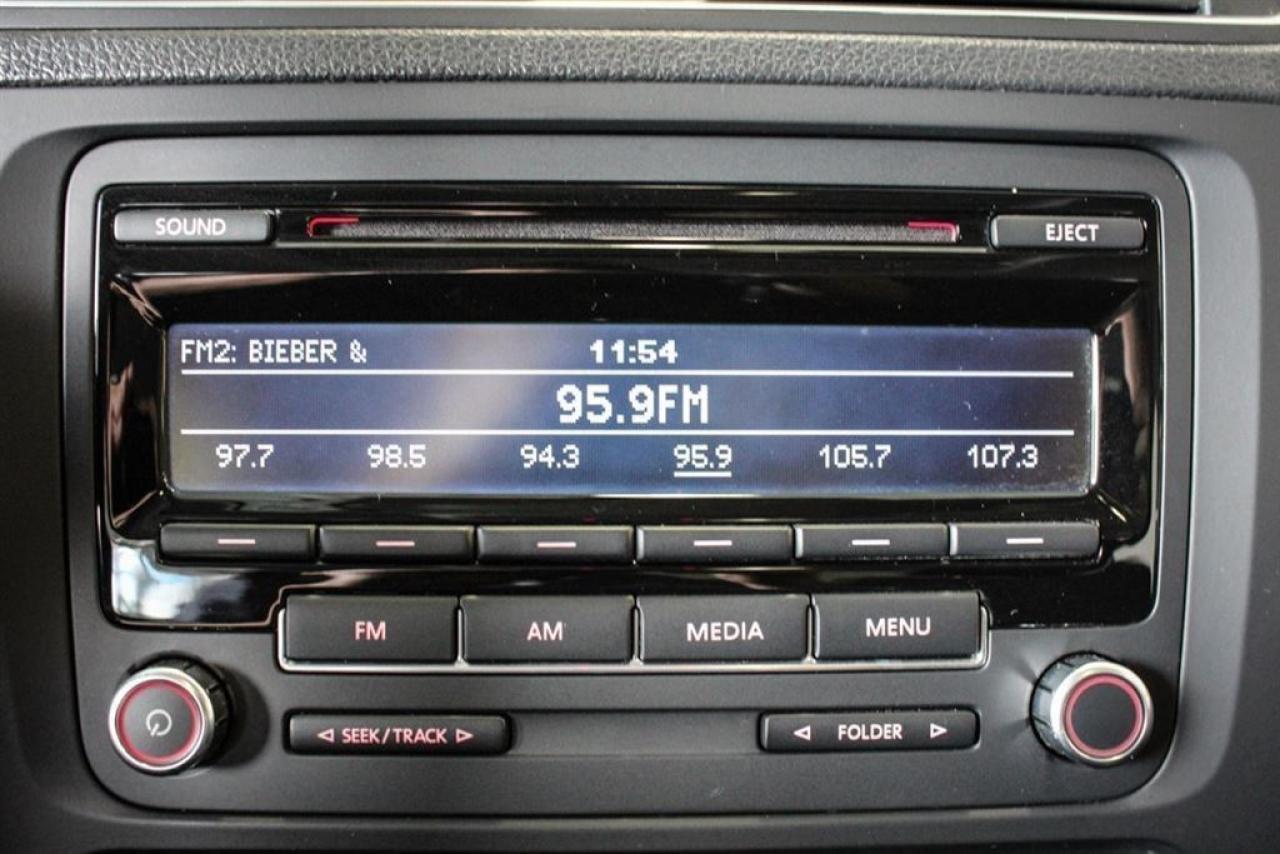 SOUND EJECT
FM2: BIEBER & 11:54
95.9FM
97.7 98.5 94.3 95.9 105.7 107.3
FM AM MEDIA MENU
◁ SEEK/TRACK ▷ ◁ FOLDER ▷